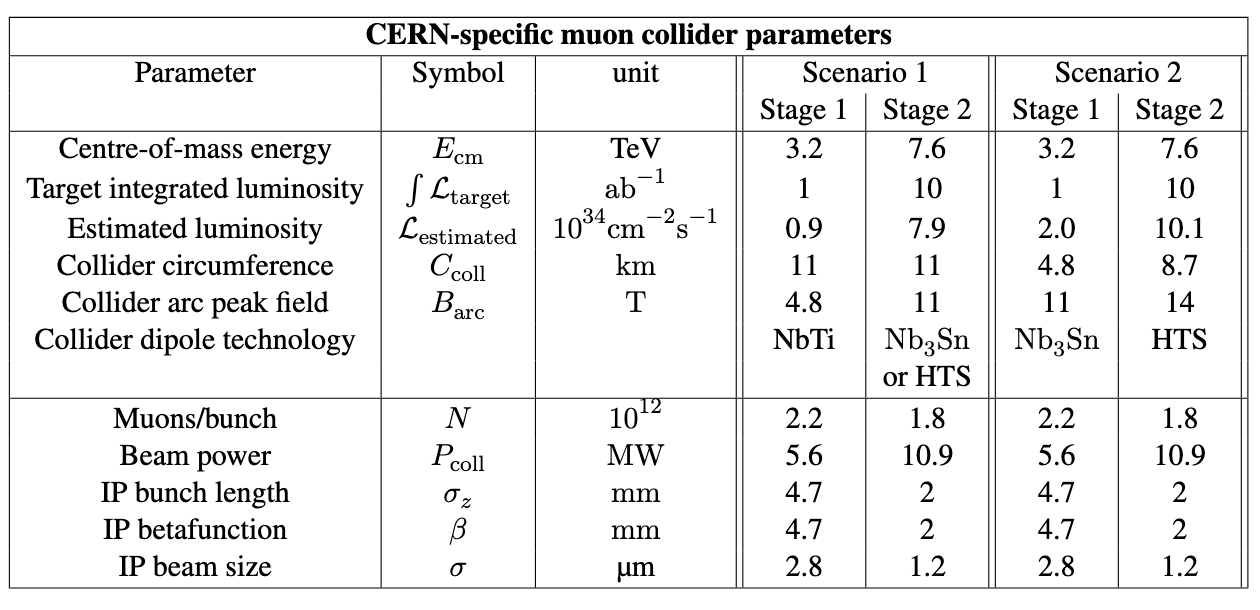 CERN-specific muon collider parameters
Parameter Symbol unit Scenario 1 Scenario 2
Stage 1 Stage 2 Stage 1 Stage 2
Centre-of-mass energy E_cm TeV 3.2 7.6 3.2 7.6
Target integrated luminosity ∫ ℒ_target ab⁻¹ 1 10 1 10
Estimated luminosity ℒ_estimated 10³⁴cm⁻²s⁻¹ 0.9 7.9 2.0 10.1
Collider circumference C_coll km 11 11 4.8 8.7
Collider arc peak field B_arc T 4.8 11 11 14
Collider dipole technology NbTi Nb₃Sn Nb₃Sn HTS
or HTS
Muons/bunch N 10¹² 2.2 1.8 2.2 1.8
Beam power P_coll MW 5.6 10.9 5.6 10.9
IP bunch length σ_z mm 4.7 2 4.7 2
IP betafunction β mm 4.7 2 4.7 2
IP beam size σ µm 2.8 1.2 2.8 1.2